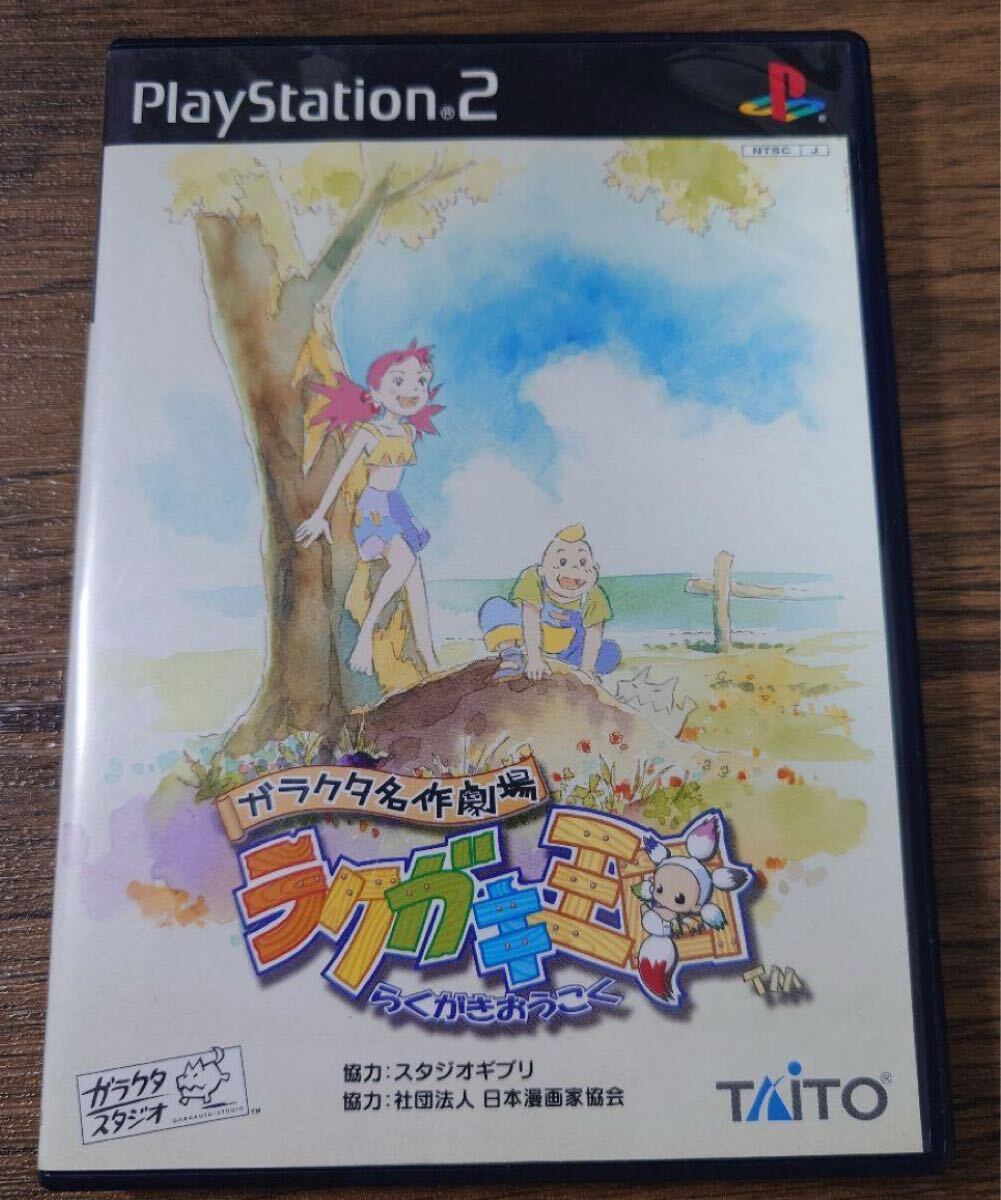 PlayStation®2
NTSC J
ガラクタ名作劇場
ラクガキ王国
らくがきおうこく
TM
ガラクタ
スタジオ
GARAKUTA-STUDIO TM
協力:スタジオギブリ
協力:社団法人 日本漫画家協会
TAITO®